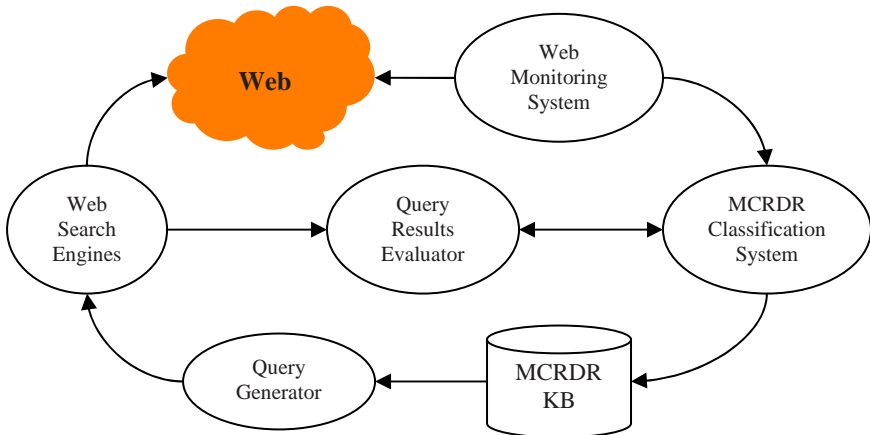 Web
Web
Monitoring
System
Web
Search
Engines
Query
Results
Evaluator
MCRDR
Classification
System
Query
Generator
MCRDR
KB